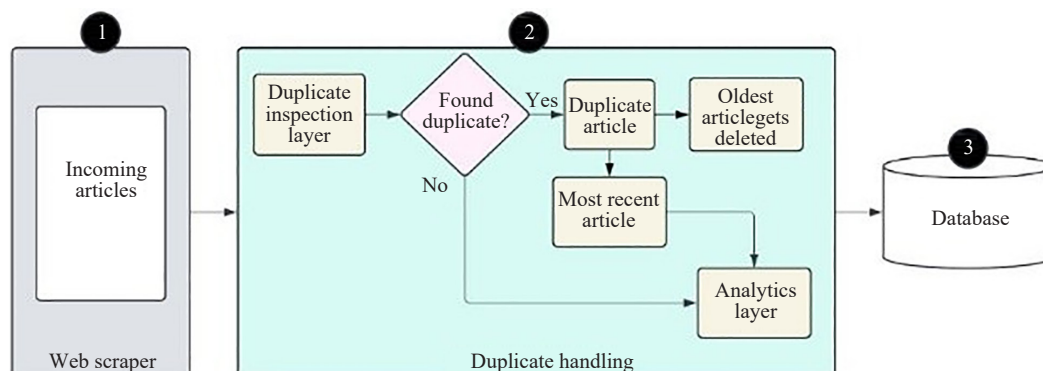 1
2
3
Incoming
articles
Web scraper
Duplicate
inspection
layer
Found
duplicate?
Yes
No
Duplicate
article
Oldest
articlegets
deleted
Most recent
article
Analytics
layer
Duplicate handling
Database